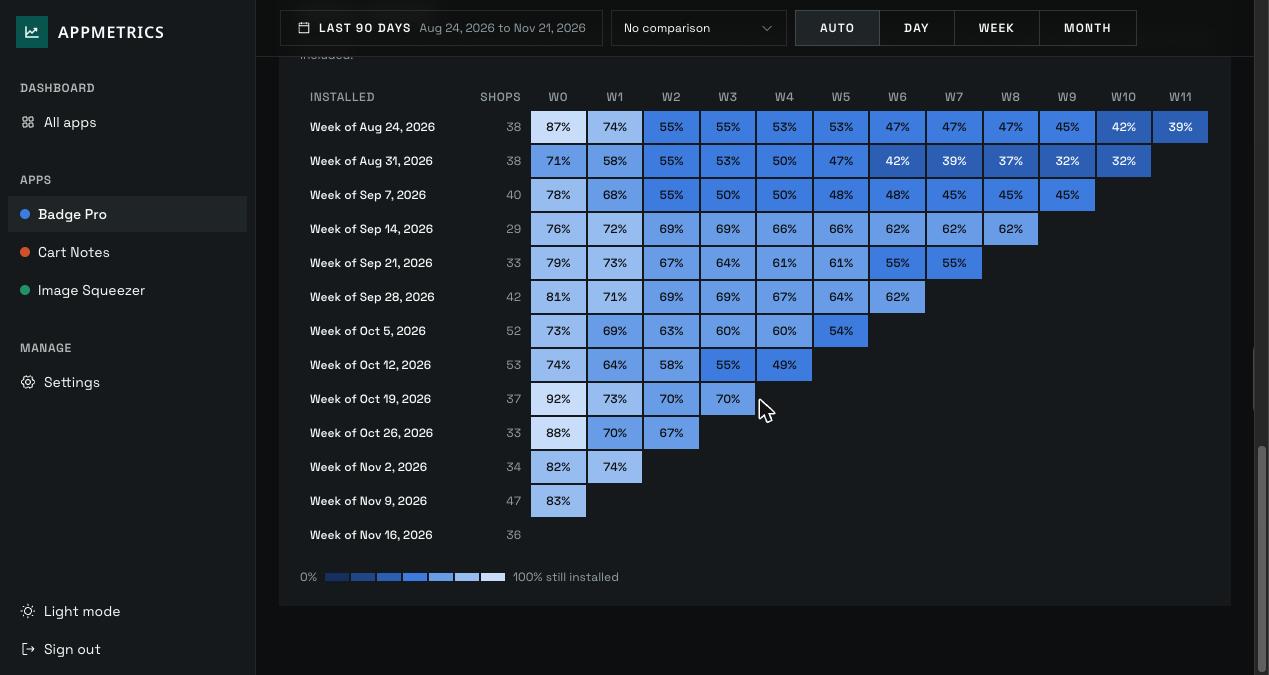 APPMETRICS
LAST 90 DAYS Aug 24, 2026 to Nov 21, 2026 No comparison AUTO DAY WEEK MONTH
DASHBOARD
All apps
APPS
Badge Pro
Cart Notes
Image Squeezer
MANAGE
Settings
Light mode
Sign out
included.
INSTALLED SHOPS W0 W1 W2 W3 W4 W5 W6 W7 W8 W9 W10 W11
Week of Aug 24, 2026 38 87% 74% 55% 55% 53% 53% 47% 47% 47% 45% 42% 39%
Week of Aug 31, 2026 38 71% 58% 55% 53% 50% 47% 42% 39% 37% 32% 32%
Week of Sep 7, 2026 40 78% 68% 55% 50% 50% 48% 48% 45% 45% 45%
Week of Sep 14, 2026 29 76% 72% 69% 69% 66% 66% 62% 62% 62%
Week of Sep 21, 2026 33 79% 73% 67% 64% 61% 61% 55% 55%
Week of Sep 28, 2026 42 81% 71% 69% 69% 67% 64% 62%
Week of Oct 5, 2026 52 73% 69% 63% 60% 60% 54%
Week of Oct 12, 2026 53 74% 64% 58% 55% 49%
Week of Oct 19, 2026 37 92% 73% 70% 70%
Week of Oct 26, 2026 33 88% 70% 67%
Week of Nov 2, 2026 34 82% 74%
Week of Nov 9, 2026 47 83%
Week of Nov 16, 2026 36
0% 100% still installed